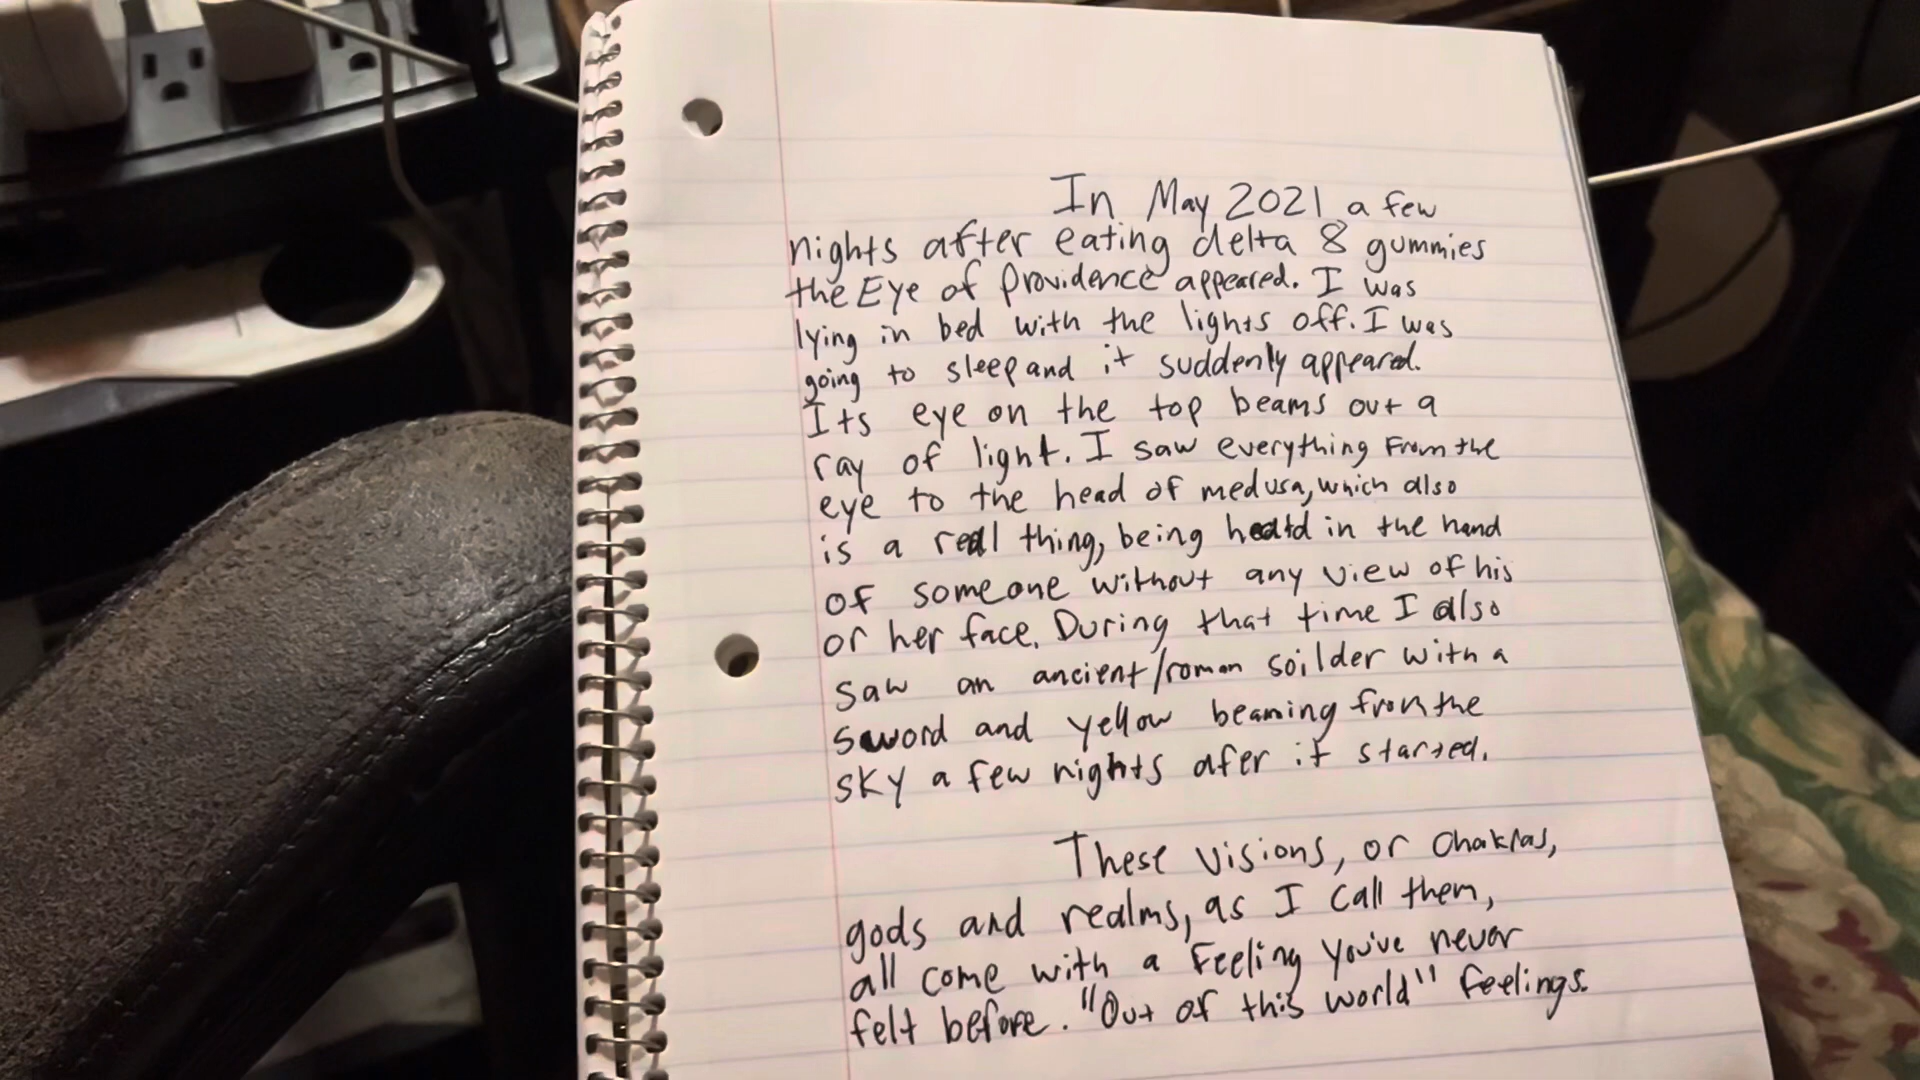 In May 2021 a few
nights after eating delta 8 gummies
the Eye of providence appeared. I was
lying in bed with the lights off. I was
going to sleep and it suddenly appeared.
Its eye on the top beams out a
ray of light. I saw everything From the
eye to the head of medusa, which also
is a real thing, being heald in the hand
of someone without any view of his
or her face. During that time I also
saw an ancient/roman soilder with a
sword and yellow beaming from the
sky a few nights afer it started.
These visions, or Chakras,
gods and realms, as I call them,
all come with a Feeling you've never
felt before. "Out of this world" feelings.